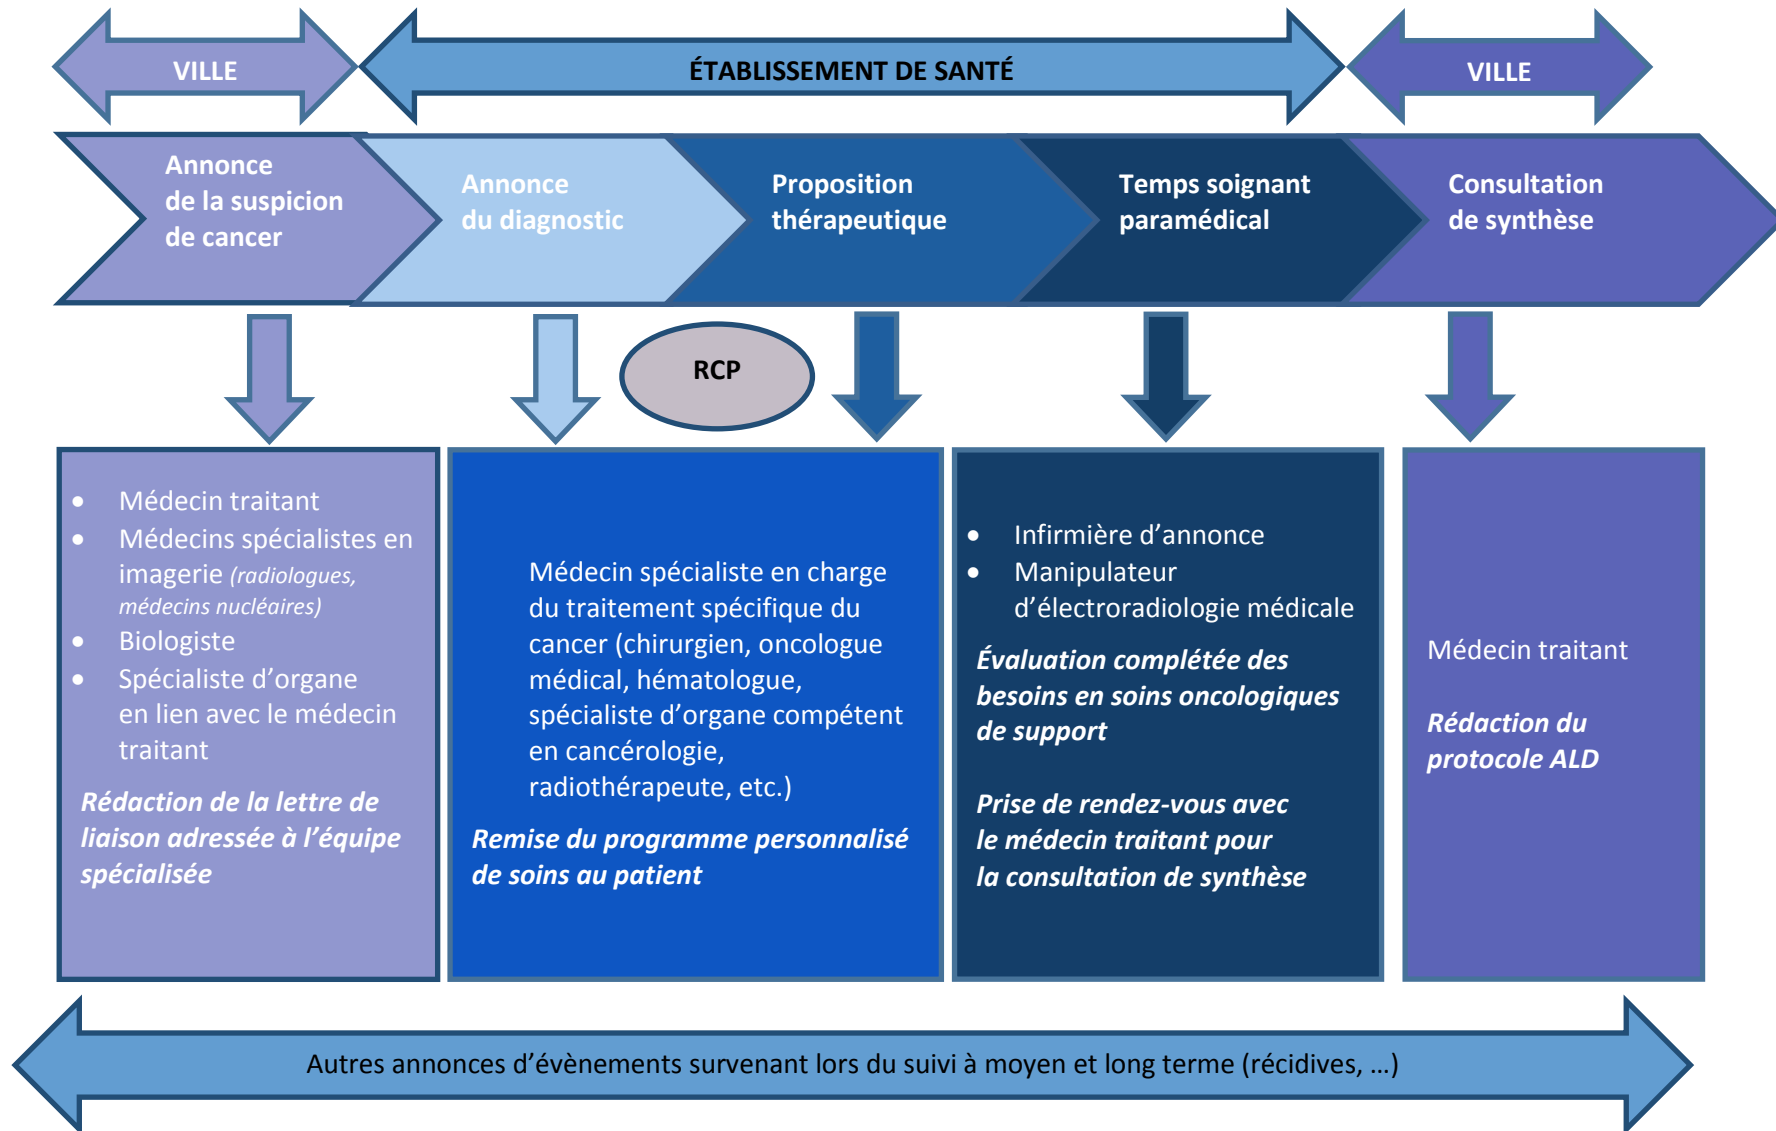 VILLE
ÉTABLISSEMENT DE SANTÉ
VILLE
Annonce
de la suspicion
de cancer
Annonce
du diagnostic
Proposition
thérapeutique
Temps soignant
paramédical
Consultation
de synthèse
RCP
• Médecin traitant
• Médecins spécialistes en
imagerie (radiologues,
médecins nucléaires)
• Biologiste
• Spécialiste d’organe
en lien avec le médecin
traitant
Rédaction de la lettre de
liaison adressée à l’équipe
spécialisée
Médecin spécialiste en charge
du traitement spécifique du
cancer (chirurgien, oncologue
médical, hématologue,
spécialiste d’organe compétent
en cancérologie,
radiothérapeute, etc.)
Remise du programme personnalisé
de soins au patient
• Infirmière d’annonce
• Manipulateur
d’électroradiologie médicale
Évaluation complétée des
besoins en soins oncologiques
de support
Prise de rendez-vous avec
le médecin traitant pour
la consultation de synthèse
Médecin traitant
Rédaction du
protocole ALD
Autres annonces d’évènements survenant lors du suivi à moyen et long terme (récidives, …)